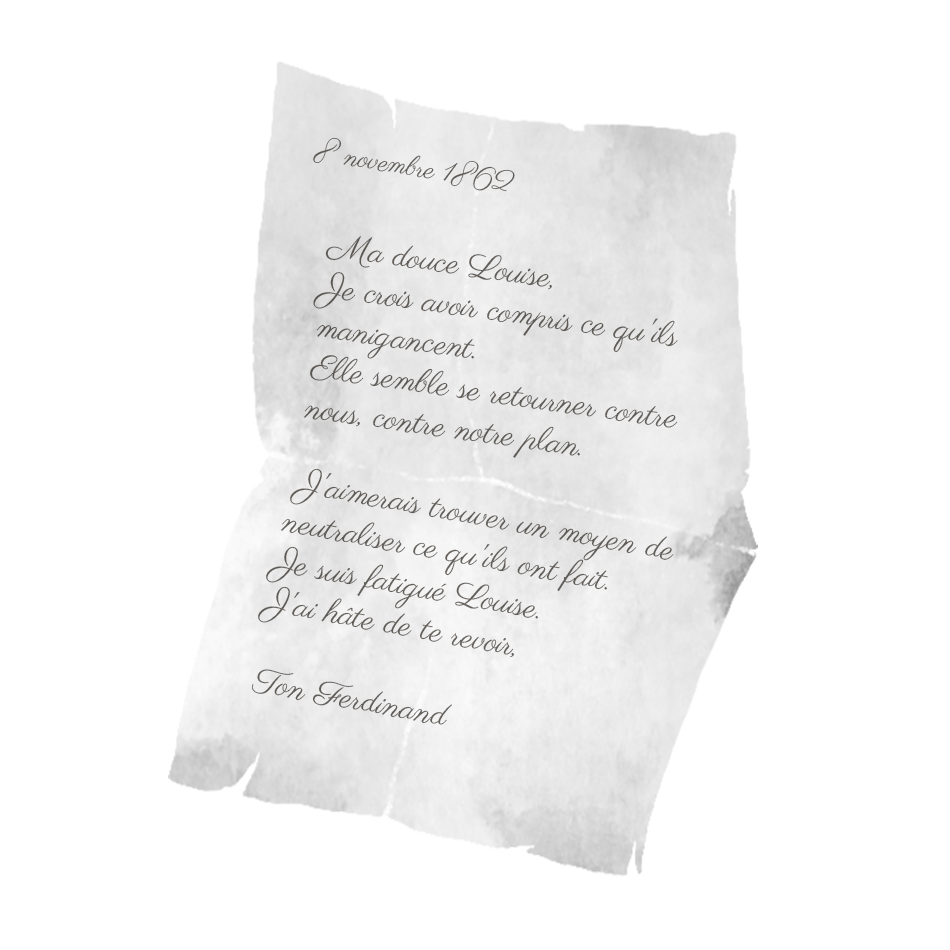 8 novembre 1862
Ma douce Louise,
Je crois avoir compris ce qu'ils
manigancent.
Elle semble se retourner contre
nous, contre notre plan.
J'aimerais trouver un moyen de
neutraliser ce qu'ils ont fait.
Je suis fatigué Louise.
J'ai hâte de te revoir,
Ton Ferdinand